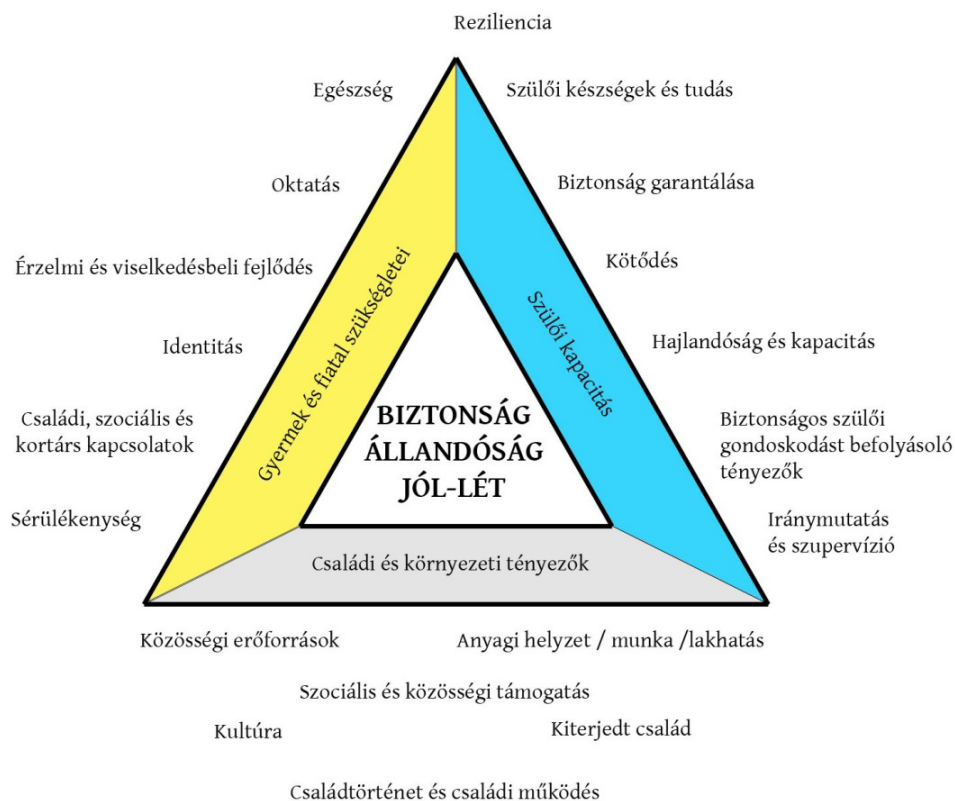 Reziliencia
Egészség
Szülői készségek és tudás
Oktatás
Biztonság garantálása
Érzelmi és viselkedésbeli fejlődés
Kötődés
Identitás
Hajlandóság és kapacitás
Gyermek és fiatal szükségletei
Szülői kapacitás
Családi, szociális és
kortárs kapcsolatok
BIZTONSÁG
ÁLLANDÓSÁG
JÓL-LÉT
Biztonságos szülői
gondoskodást befolyásoló
tényezők
Sérülékenység
Iránymutatás
és szupervízió
Családi és környezeti tényezők
Közösségi erőforrások
Anyagi helyzet / munka /lakhatás
Szociális és közösségi támogatás
Kultúra
Kiterjedt család
Családtörténet és családi működés